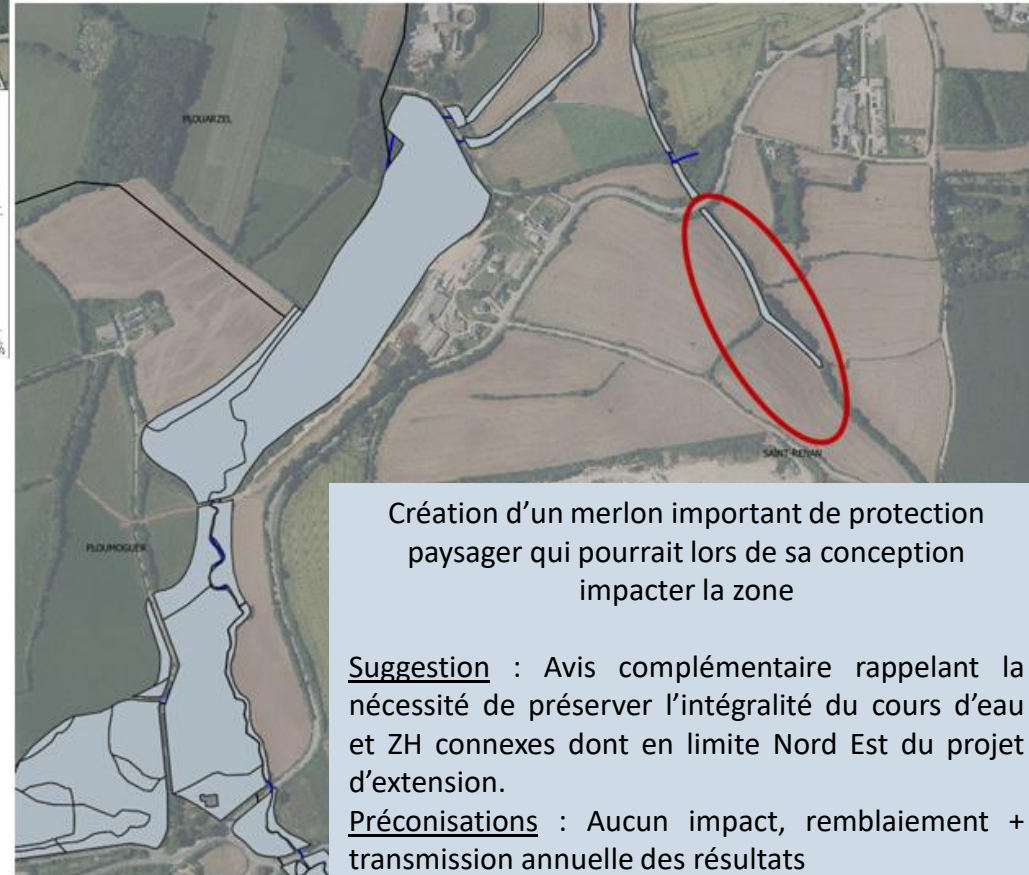 PLOUARZEL
SAINT-RENAN
PLOUMOGUER
Création d'un merlon important de protection
paysager qui pourrait lors de sa conception
impacter la zone
Suggestion : Avis complémentaire rappelant la
nécessité de préserver l'intégralité du cours d'eau
et ZH connexes dont en limite Nord Est du projet
d'extension.
Préconisations : Aucun impact, remblaiement +
transmission annuelle des résultats